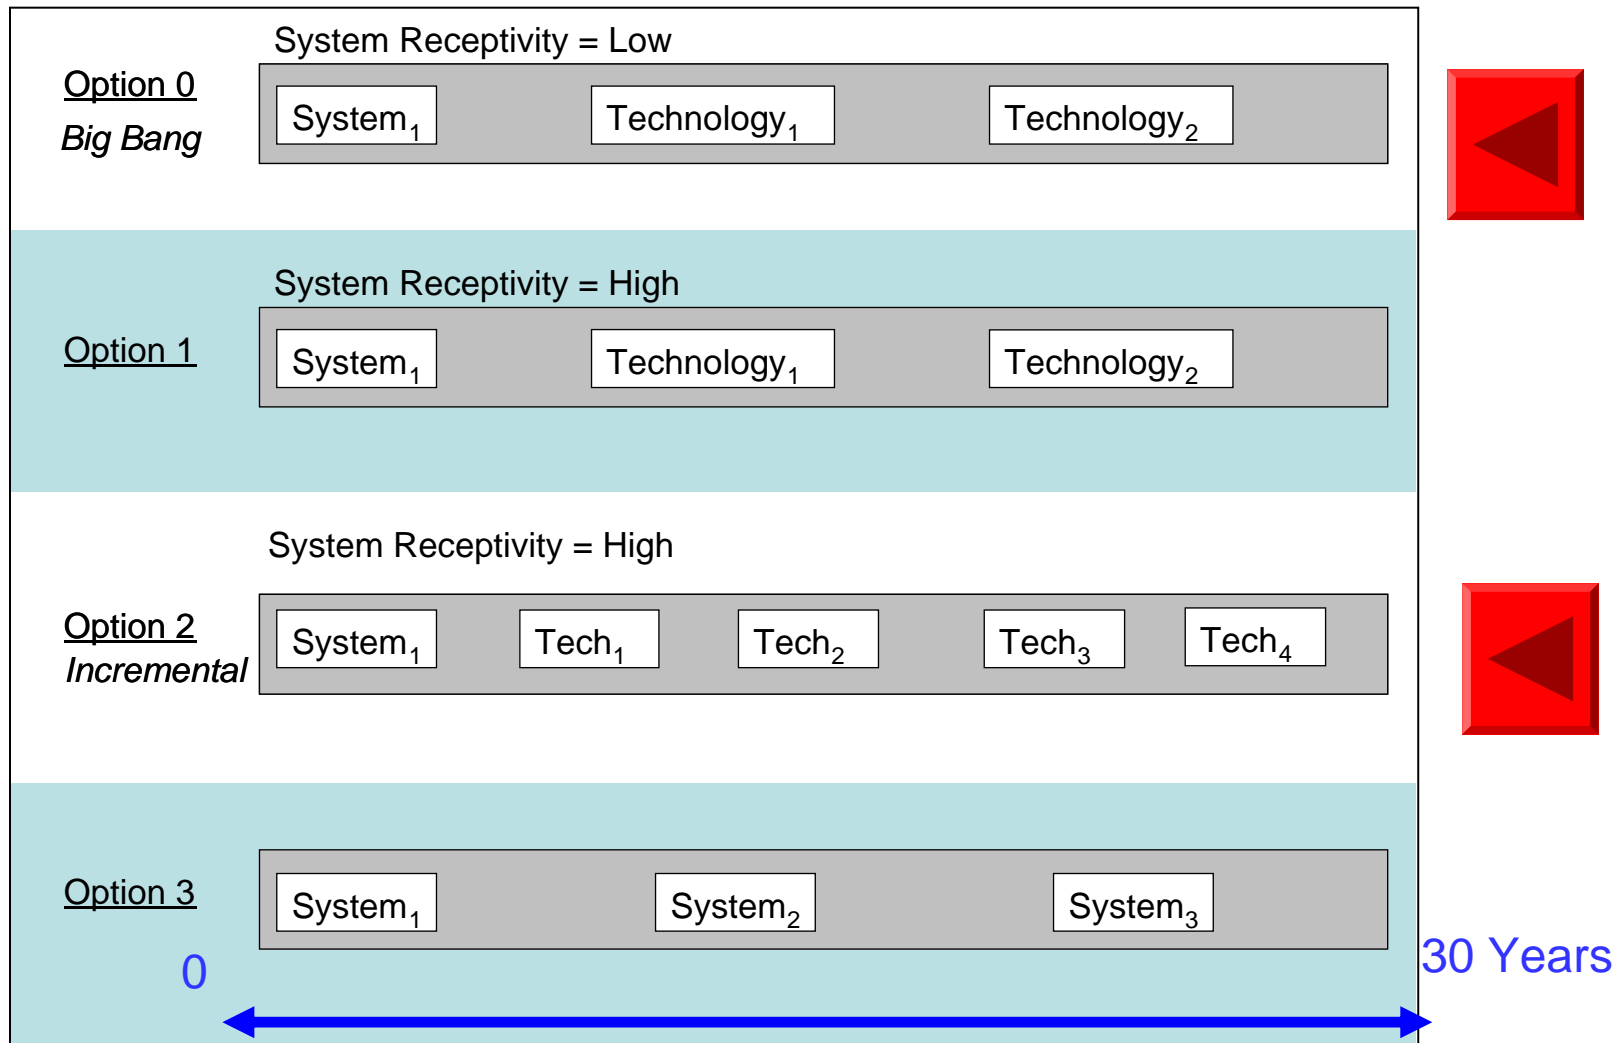 System Receptivity = Low
Option 0
Big Bang
System₁ Technology₁ Technology₂
System Receptivity = High
Option 1
System₁ Technology₁ Technology₂
System Receptivity = High
Option 2
Incremental
System₁ Tech₁ Tech₂ Tech₃ Tech₄
Option 3
System₁ System₂ System₃
0 30 Years